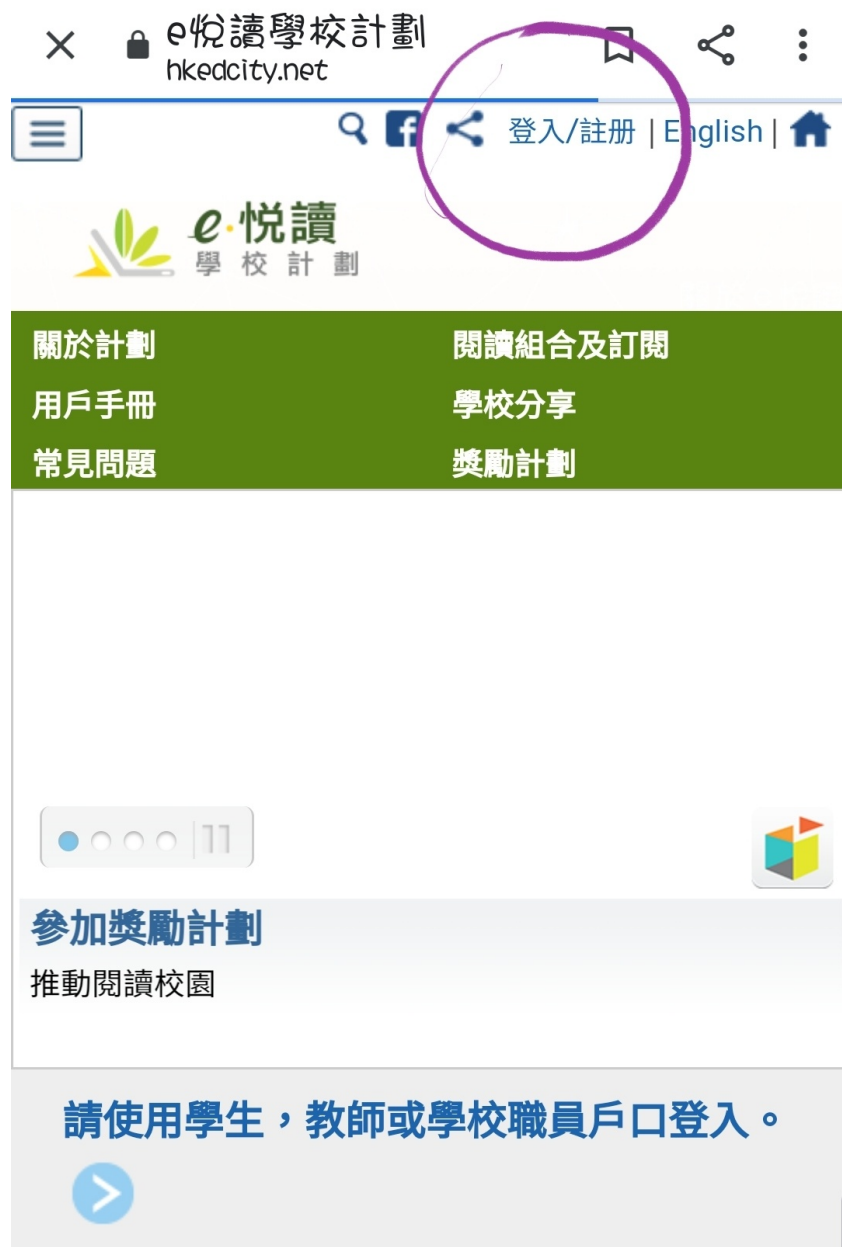 e悅讀學校計劃
hkedcity.net
登入/註册 | English |
e·悦讀
學校計劃
關於計劃 閱讀組合及訂閱
用戶手冊 學校分享
常見問題 獎勵計劃
參加獎勵計劃
推動閱讀校園
請使用學生，教師或學校職員戶口登入。